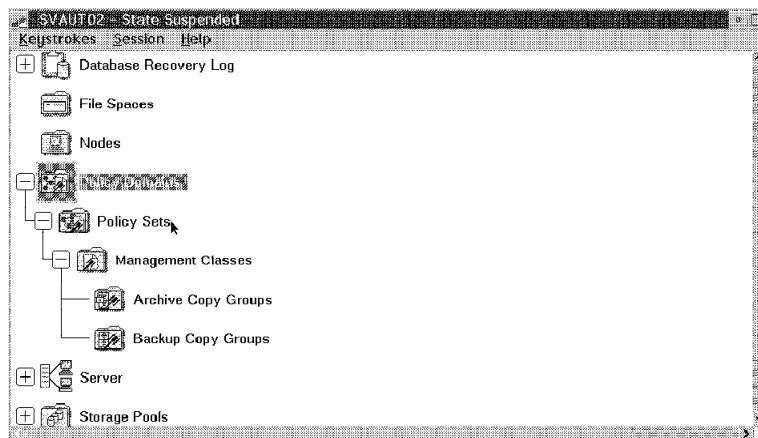 SVAUT02 - State Suspended
Keystrokes Session Help
Database Recovery Log
File Spaces
Nodes
Policy Domains
Policy Sets
Management Classes
Archive Copy Groups
Backup Copy Groups
Server
Storage Pools